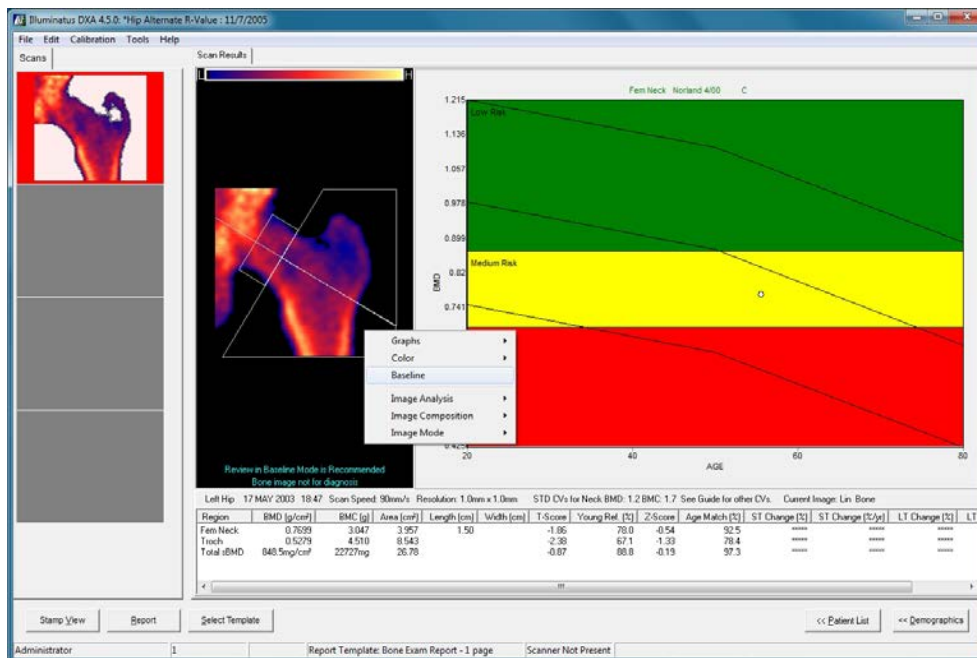 Illuminatus DXA 4.5.0: *Hip Alternate R-Value : 11/7/2005
File Edit Calibration Tools Help
Scans
Scan Results
L H
Fem Neck Norland 4/00 C
1.215
1.136
1.057
0.978
0.899
0.82
0.741
BMD
Low Risk
Medium Risk
20 40 60 80
AGE
Graphs
Color
Baseline
Image Analysis
Image Composition
Image Mode
Review in Baseline Mode is Recommended
Bone image not for diagnosis
Left Hip 17 MAY 2003 18:47 Scan Speed: 90mm/s Resolution: 1.0mm x 1.0mm STD CVs for Neck BMD: 1.2 BMC: 1.7 See Guide for other CVs. Current Image: Lin Bone
Region BMD [g/cm²] BMC [g] Area [cm²] Length [cm] Width [cm] T-Score Young Ref. [%] Z-Score Age Match [%] ST Change [%] ST Change [%/yr] LT Change [%] LT
Fem Neck 0.7699 3.047 3.957 1.50 -1.86 78.0 -0.54 92.5 ***** ***** *****
Troch 0.5279 4.510 8.543 -2.38 67.1 -1.33 78.4 ***** ***** *****
Total sBMD 848.5mg/cm² 22727mg 26.78 -0.87 88.8 -0.19 97.3 ***** ***** *****
Stamp View Report Select Template << Patient List << Demographics
Administrator 1 Report Template: Bone Exam Report - 1 page Scanner Not Present